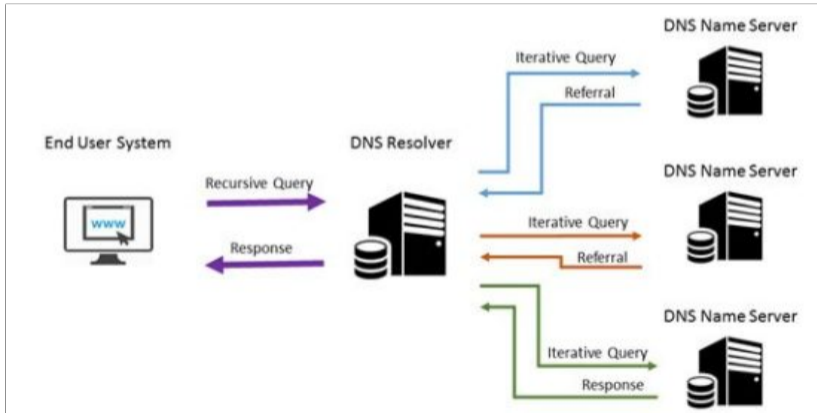 DNS Name Server
Iterative Query
Referral
End User System
DNS Resolver
Recursive Query
www
Response
DNS Name Server
Iterative Query
Referral
DNS Name Server
Iterative Query
Response